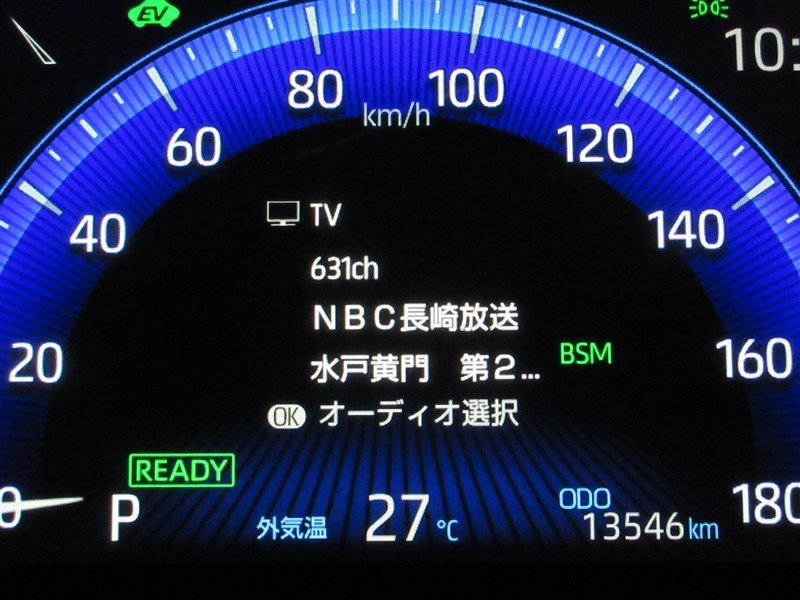 EV
10:
80
100
km/h
60
120
40
140
TV
631ch
NBC長崎放送
水戸黄門　第2...
BSM
20
160
OK オーディオ選択
READY
0
P
外気温 27℃
ODO
13546km
180